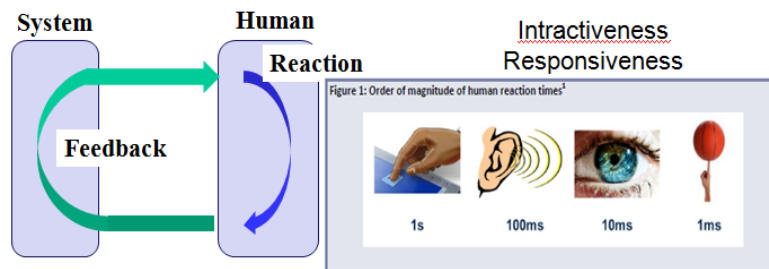 System
Human
Intractiveness
Responsiveness
Reaction
Feedback
Figure 1: Order of magnitude of human reaction times1
1s
100ms
10ms
1ms